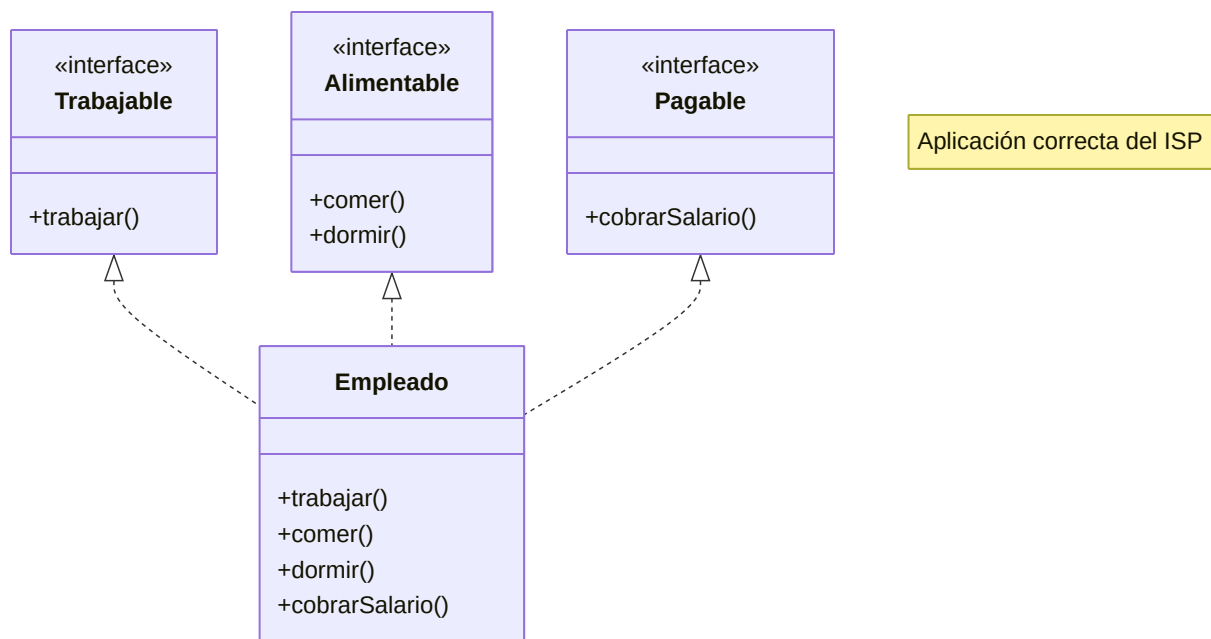 «interface»
Trabajable
+trabajar()
«interface»
Alimentable
+comer()
+dormir()
«interface»
Pagable
+cobrarSalario()
Aplicación correcta del ISP
Empleado
+trabajar()
+comer()
+dormir()
+cobrarSalario()